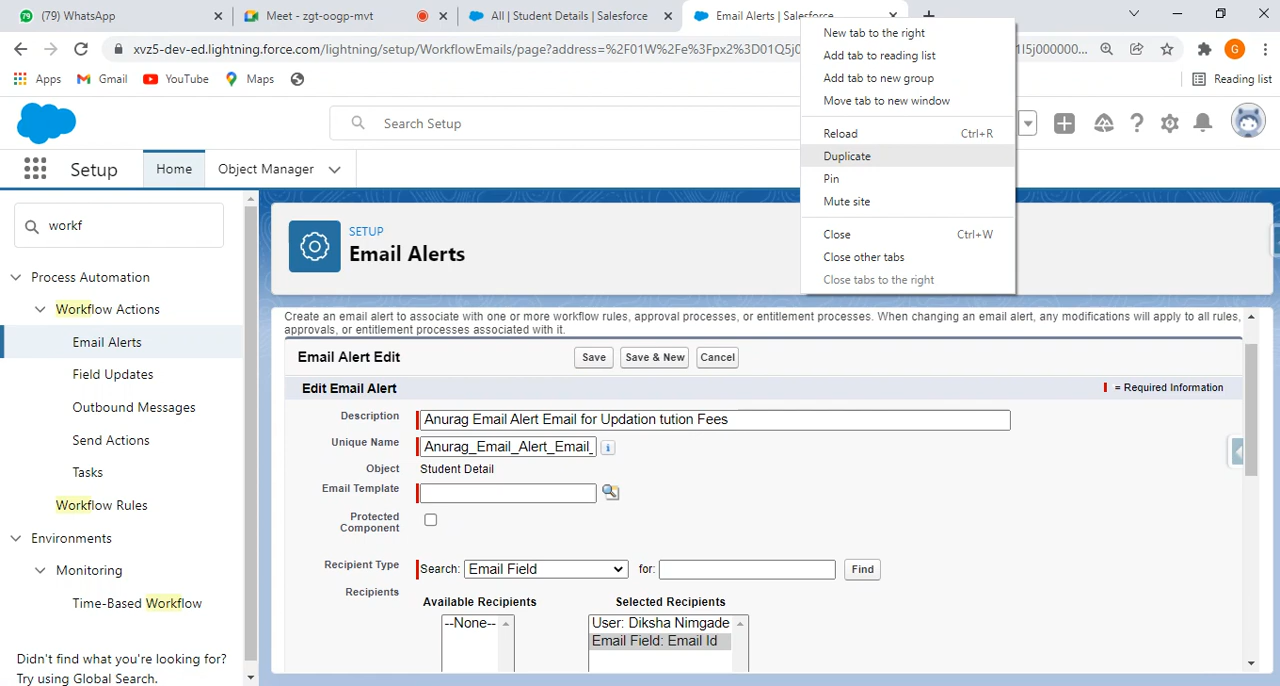 (79) WhatsApp
Meet - zgt-oogp-mvt
All | Student Details | Salesforce
Email Alerts | Salesforce
xvz5-dev-ed.lightning.force.com/lightning/setup/WorkflowEmails/page?address=%2F01W%2Fe%3Fpx2%3D01Q5j0
1I5j000000...
G
Apps
Gmail
YouTube
Maps
Reading list
New tab to the right
Add tab to reading list
Add tab to new group
Move tab to new window
Reload Ctrl+R
Duplicate
Pin
Mute site
Close Ctrl+W
Close other tabs
Close tabs to the right
Search Setup
Setup
Home
Object Manager
workf
Process Automation
Workflow Actions
Email Alerts
Field Updates
Outbound Messages
Send Actions
Tasks
Workflow Rules
Environments
Monitoring
Time-Based Workflow
Didn't find what you're looking for?
Try using Global Search.
SETUP
Email Alerts
Create an email alert to associate with one or more workflow rules, approval processes, or entitlement processes. When changing an email alert, any modifications will apply to all rules,
approvals, or entitlement processes associated with it.
Email Alert Edit
Save
Save & New
Cancel
Edit Email Alert
= Required Information
Description
Anurag Email Alert Email for Updation tution Fees
Unique Name
Anurag_Email_Alert_Email_
i
Object
Student Detail
Email Template
Protected
Component
Recipient Type
Search:
Email Field
for:
Find
Recipients
Available Recipients
Selected Recipients
--None--
User: Diksha Nimgade
Email Field: Email Id